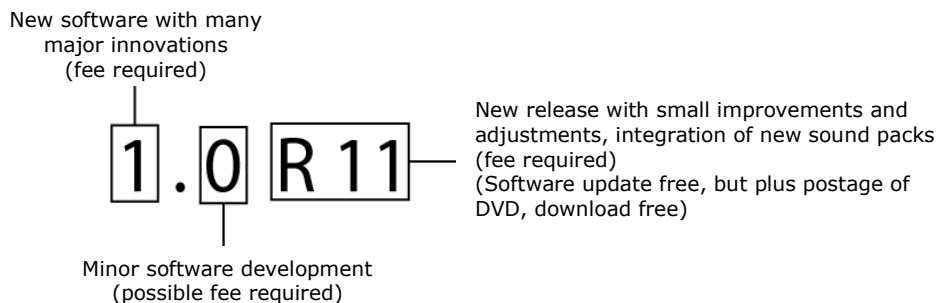 New software with many
major innovations
(fee required)
1 . 0 R 11
New release with small improvements and
adjustments, integration of new sound packs
(fee required)
(Software update free, but plus postage of
DVD, download free)
Minor software development
(possible fee required)